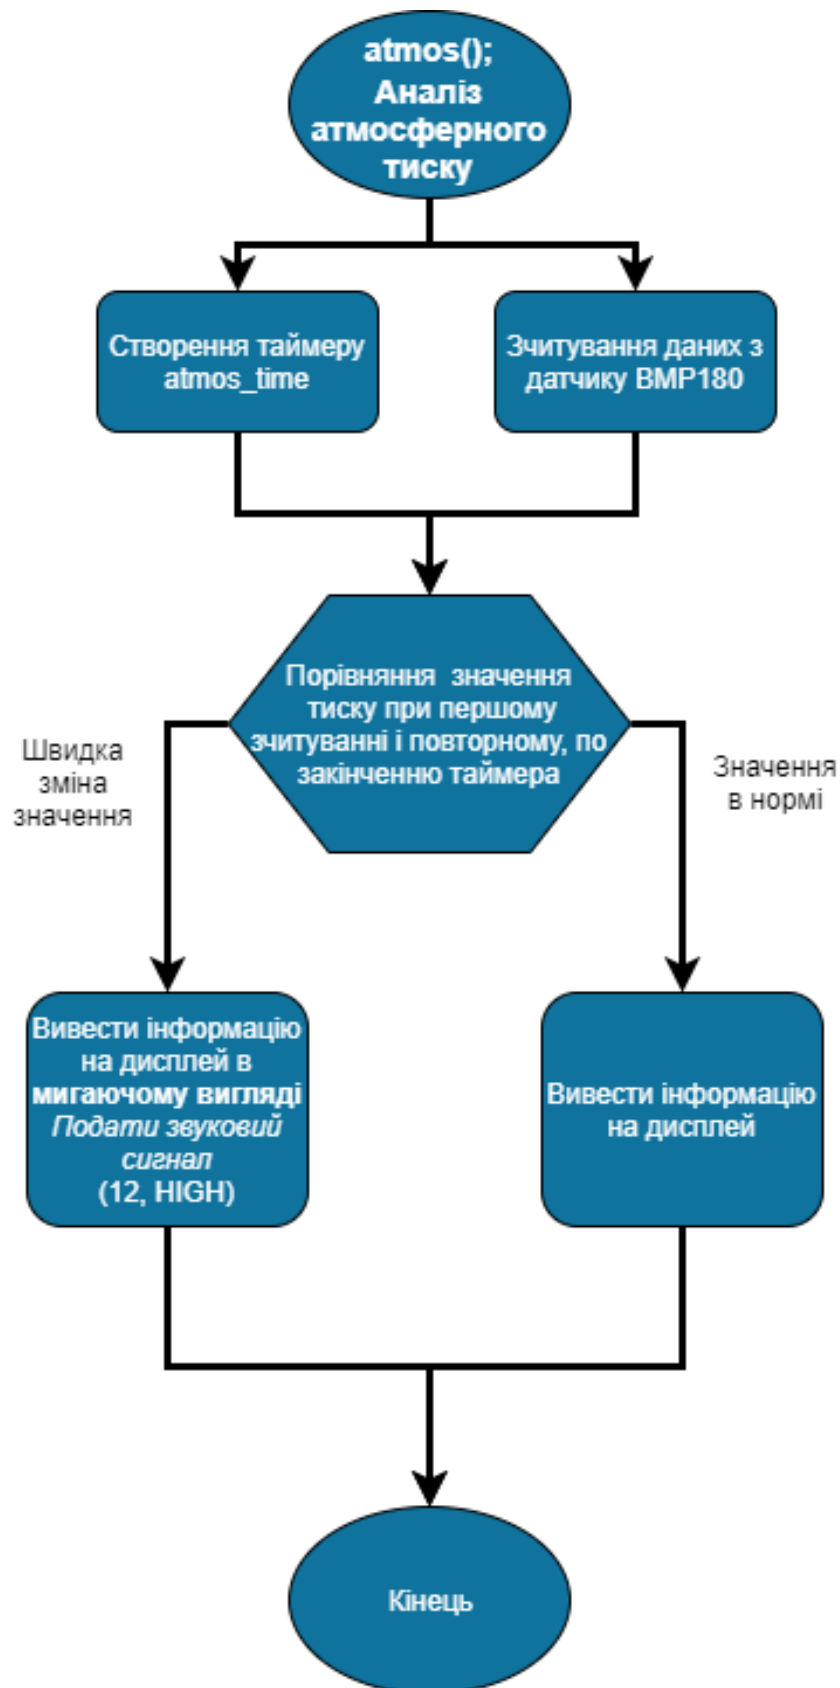 atmos();
Аналіз
атмосферного
тиску
Створення таймеру
atmos_time
Зчитування даних з
датчику BMP180
Порівняння значення
тиску при першому
зчитуванні і повторному, по
закінченню таймера
Швидка
зміна
значення
Значення
в нормі
Вивести інформацію
на дисплей в
мигаючому вигляді
Подати звуковий
сигнал
(12, HIGH)
Вивести інформацію
на дисплей
Кінець